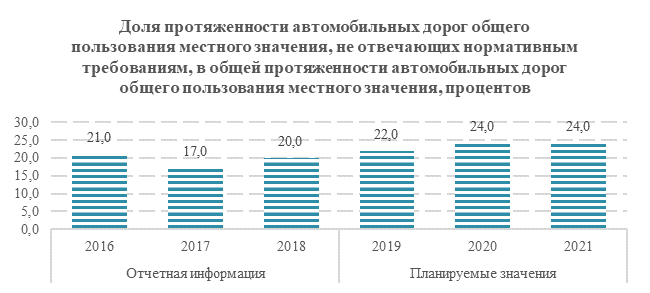 Доля протяженности автомобильных дорог общего
пользования местного значения, не отвечающих нормативным
требованиям, в общей протяженности автомобильных дорог
общего пользования местного значения, процентов
30,0
25,0
20,0
15,0
10,0
5,0
0,0
21,0
17,0
20,0
22,0
24,0
24,0
2016 2017 2018 2019 2020 2021
Отчетная информация Планируемые значения